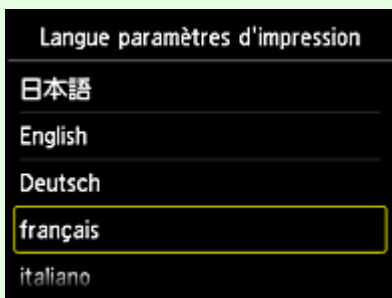 Langue paramètres d'impression
日本語
English
Deutsch
français
italiano